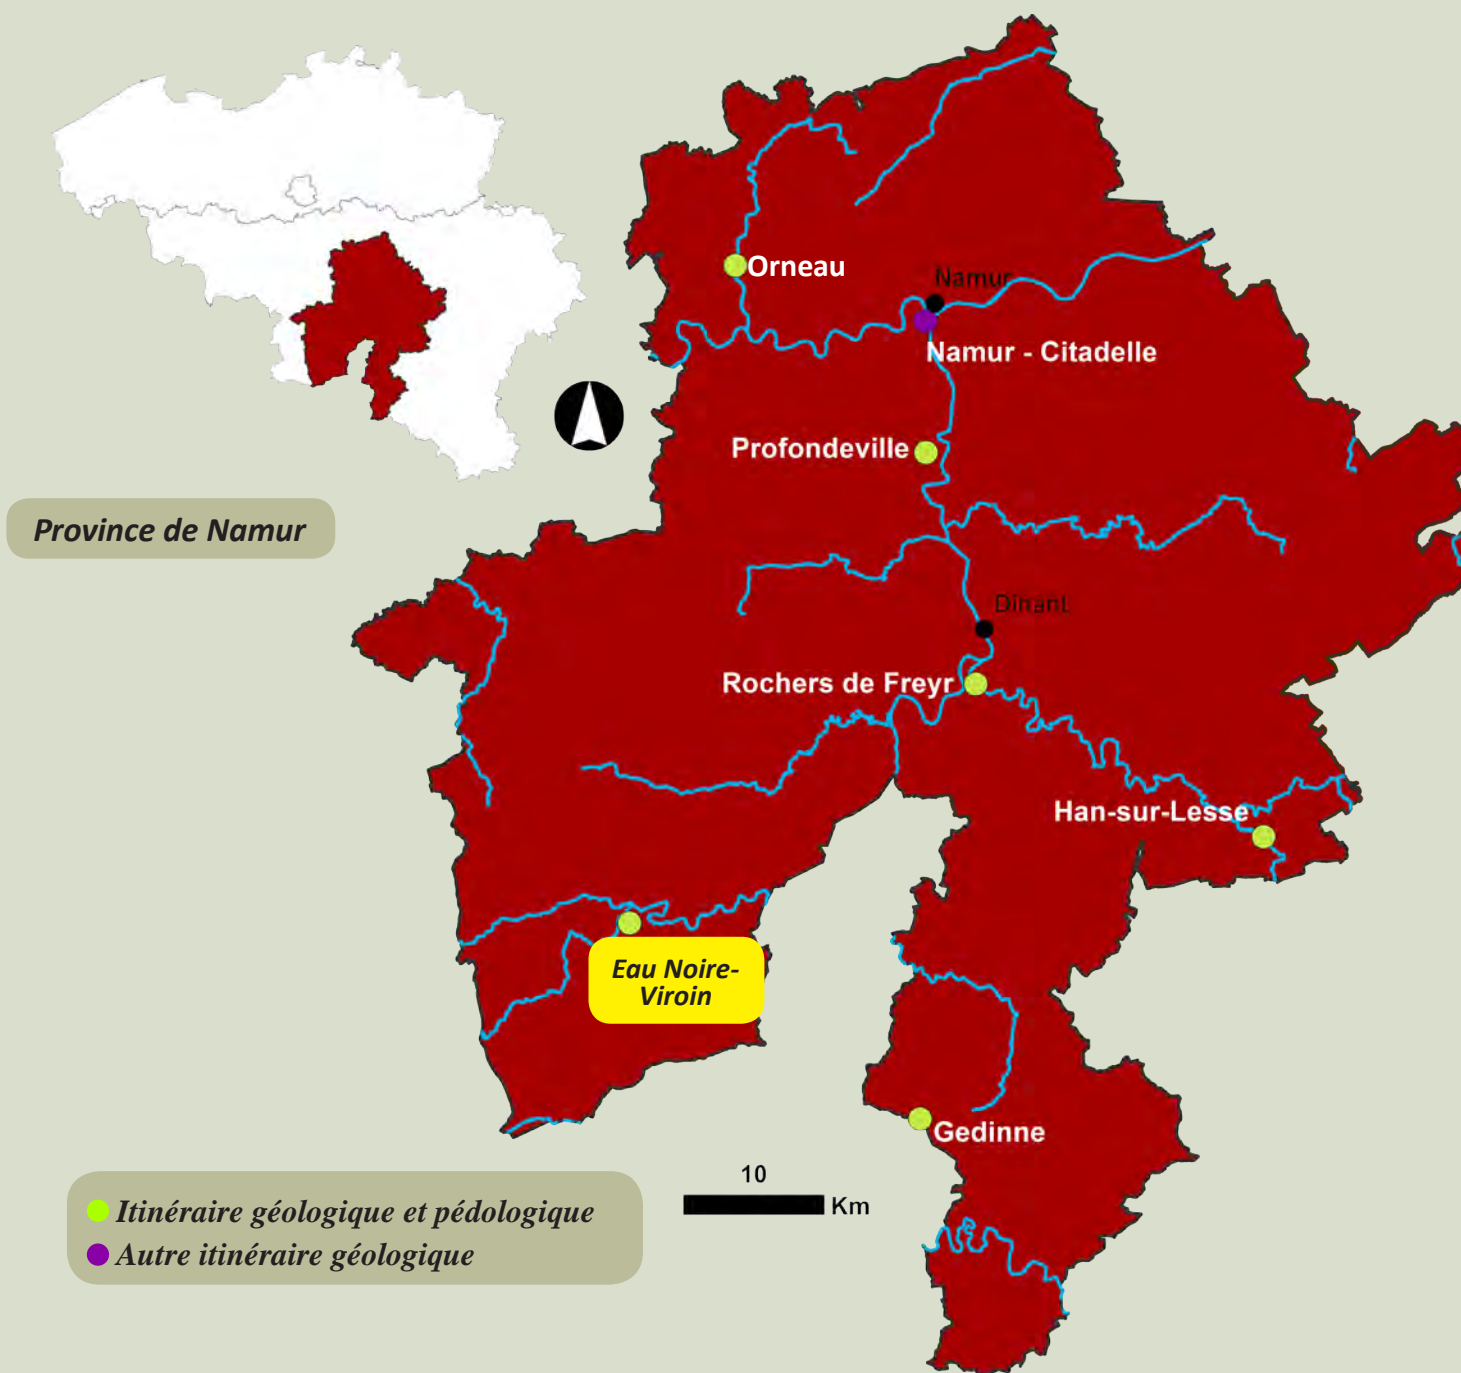 Orneau
Namur
Namur - Citadelle
Profondeville
Province de Namur
Dinant
Rochers de Freyr
Han-sur-Lesse
Eau Noire-
Viroin
Gedinne
10
Km
Itinéraire géologique et pédologique
Autre itinéraire géologique